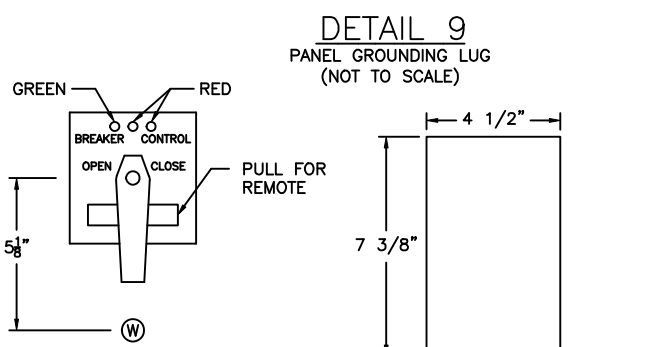 DETAIL 9
PANEL GROUNDING LUG
(NOT TO SCALE)
GREEN
RED
BREAKER CONTROL
OPEN CLOSE
PULL FOR
REMOTE
5 1/8"
W
4 1/2"
7 3/8"